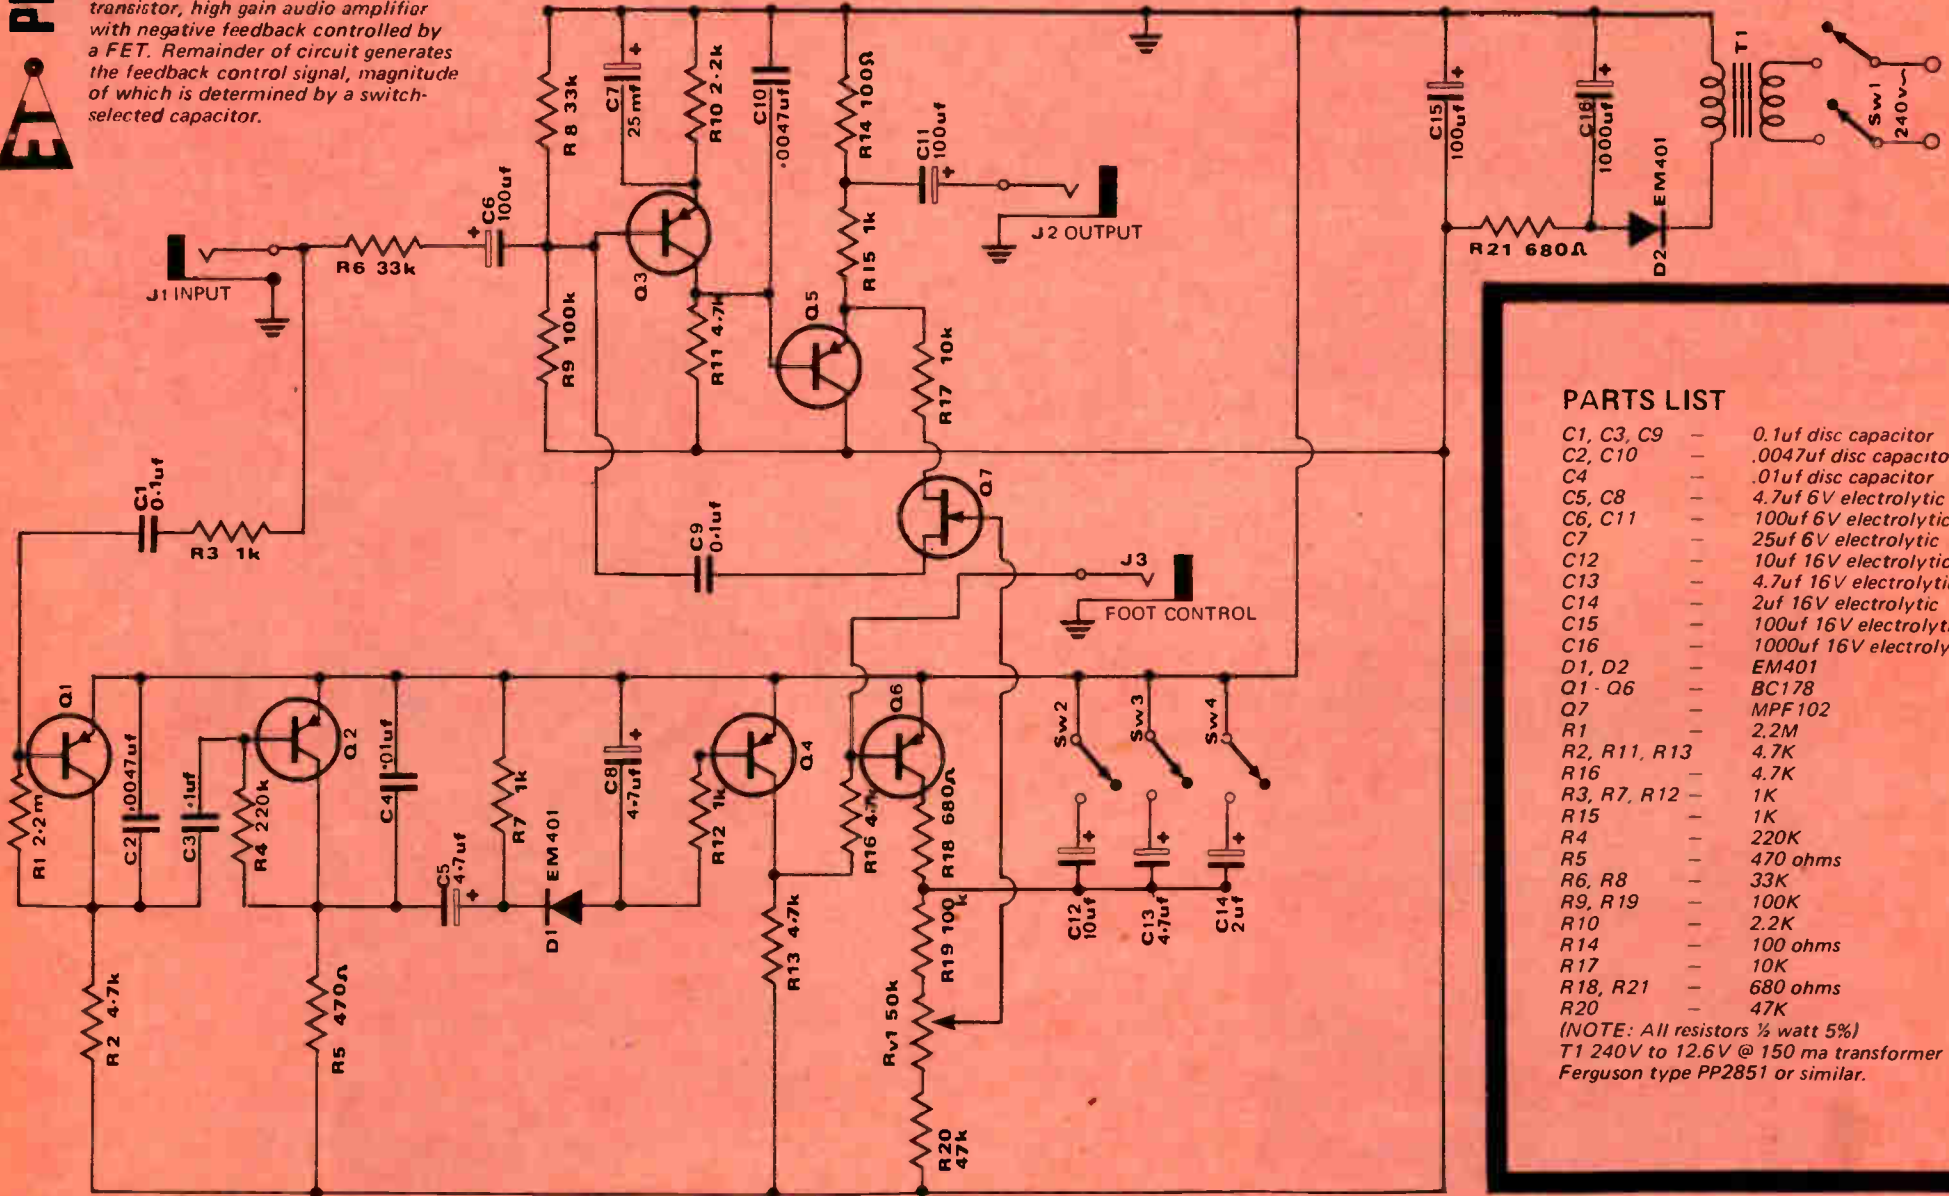 PR
ET
transistor, high gain audio amplifier
with negative feedback controlled by
a FET. Remainder of circuit generates
the feedback control signal, magnitude
of which is determined by a switch-
selected capacitor.
R8 33k
C7
25mf
R10 2·2k
C10
·0047uf
R14 100Ω
C11
100uf
C15
100uf
C16
1000uf
T1
Sw1
240v~
J1 INPUT
R6 33k
C6
100uf
Q3
R15 1k
J2 OUTPUT
R21 680Ω
D2
EM401
R9 100k
R11 4.7k
Q5
R17 10k
C1
0·1uf
R3 1k
C9
0·1uf
Q7
J3
FOOT CONTROL
Q1
R1 2·2m
C2
·0047uf
C3
·1uf
R4 220k
Q2
C4
·01uf
C5
4·7uf
R7 1k
D1
EM401
C8
4·7uf
R12 1k
Q4
R16 4.7k
Q6
R18 680Ω
Sw2
Sw3
Sw4
C12
10uf
C13
4·7uf
C14
2uf
R2 4·7k
R5 470Ω
R13 4·7k
R19 100k
Rv1 50k
R20
47k
PARTS LIST
C1, C3, C9 – 0.1uf disc capacitor
C2, C10 – .0047uf disc capacito
C4 – .01uf disc capacitor
C5, C8 – 4.7uf 6V electrolytic
C6, C11 – 100uf 6V electrolytic
C7 – 25uf 6V electrolytic
C12 – 10uf 16V electrolytic
C13 – 4.7uf 16V electrolyti
C14 – 2uf 16V electrolytic
C15 – 100uf 16V electrolyt
C16 – 1000uf 16V electroly
D1, D2 – EM401
Q1 - Q6 – BC178
Q7 – MPF102
R1 – 2.2M
R2, R11, R13 4.7K
R16 – 4.7K
R3, R7, R12 – 1K
R15 – 1K
R4 – 220K
R5 – 470 ohms
R6, R8 – 33K
R9, R19 – 100K
R10 – 2.2K
R14 – 100 ohms
R17 – 10K
R18, R21 – 680 ohms
R20 – 47K
(NOTE: All resistors ½ watt 5%)
T1 240V to 12.6V @ 150 ma transformer
Ferguson type PP2851 or similar.